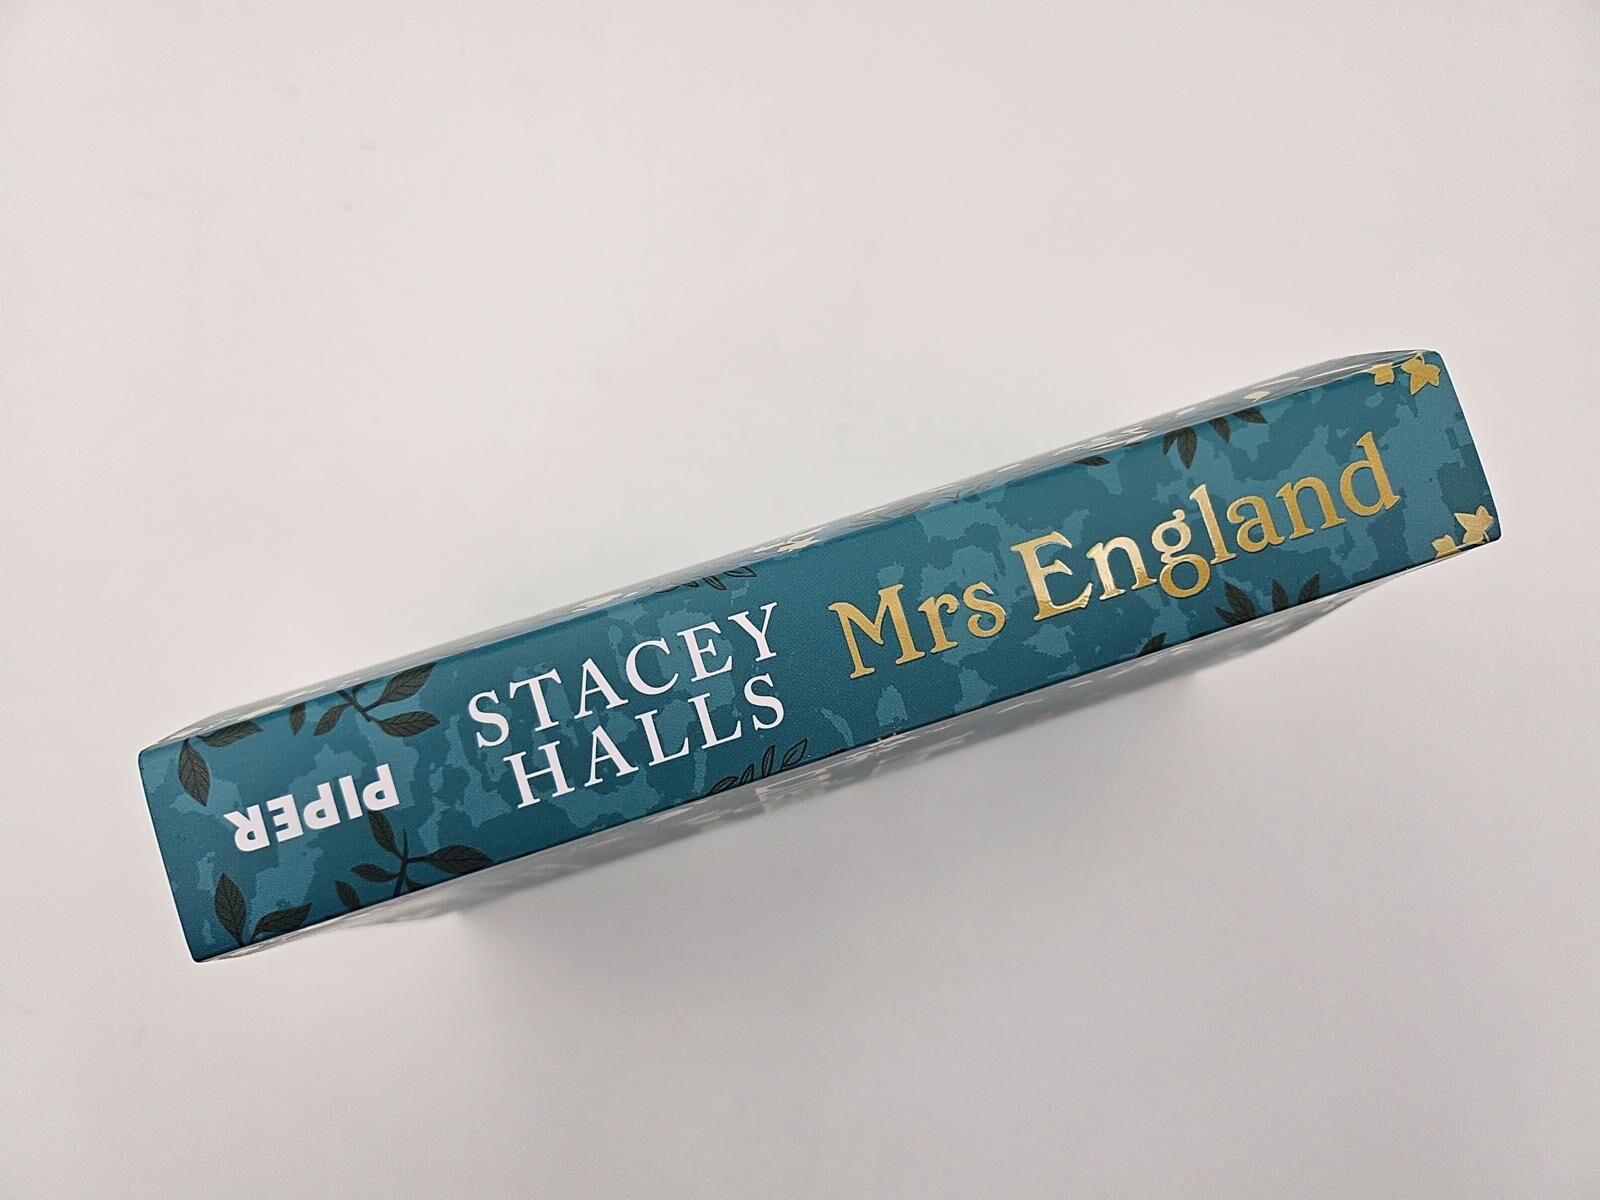 PIPER
STACEY
HALLS
Mrs England